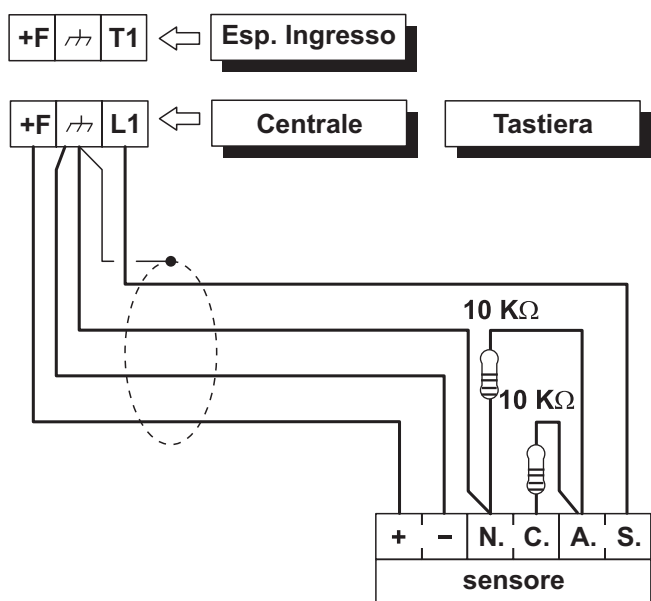 +F T1 Esp. Ingresso
+F L1 Centrale Tastiera
10 KΩ
10 KΩ
+ – N. C. A. S.
sensore